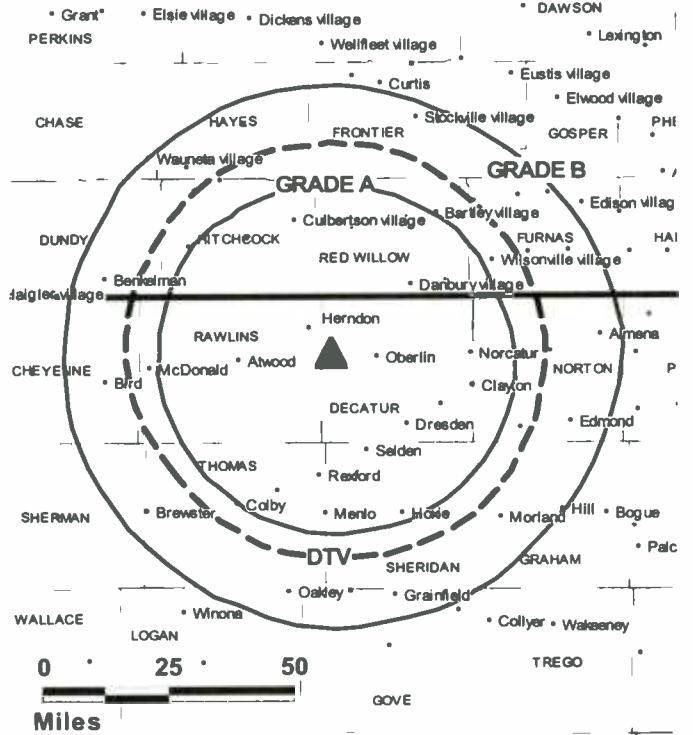 Grant
Elsie village
Dickens village
DAWSON
PERKINS
Wellfleet village
Lexington
Curtis
Eustis village
Elwood village
CHASE
HAYES
FRONTIER
Stockville village
GOSPER
PHE
Wauneta village
GRADE A
GRADE B
Culbertson village
Bartley village
Edison villag
DUNDY
HITCHCOCK
RED WILLOW
FURNAS
HAI
Wilsonville village
Benkelman
Danbury village
Haigler village
Herndon
RAWLINS
Almena
CHEYENNE
McDonald
Atwood
Oberlin
Norcatur
NORTON
P
Bird
Clayton
DECATUR
Dresden
Edmond
Selden
THOMAS
Rexford
Colby
SHERMAN
Brewster
Menlo
Hoxie
Morland
Hill
Bogue
Palc
DTV
SHERIDAN
GRAHAM
Oakley
Grainfield
WALLACE
Winona
Collyer
Wakeeney
LOGAN
0 25 50
TREGO
Miles
GOVE